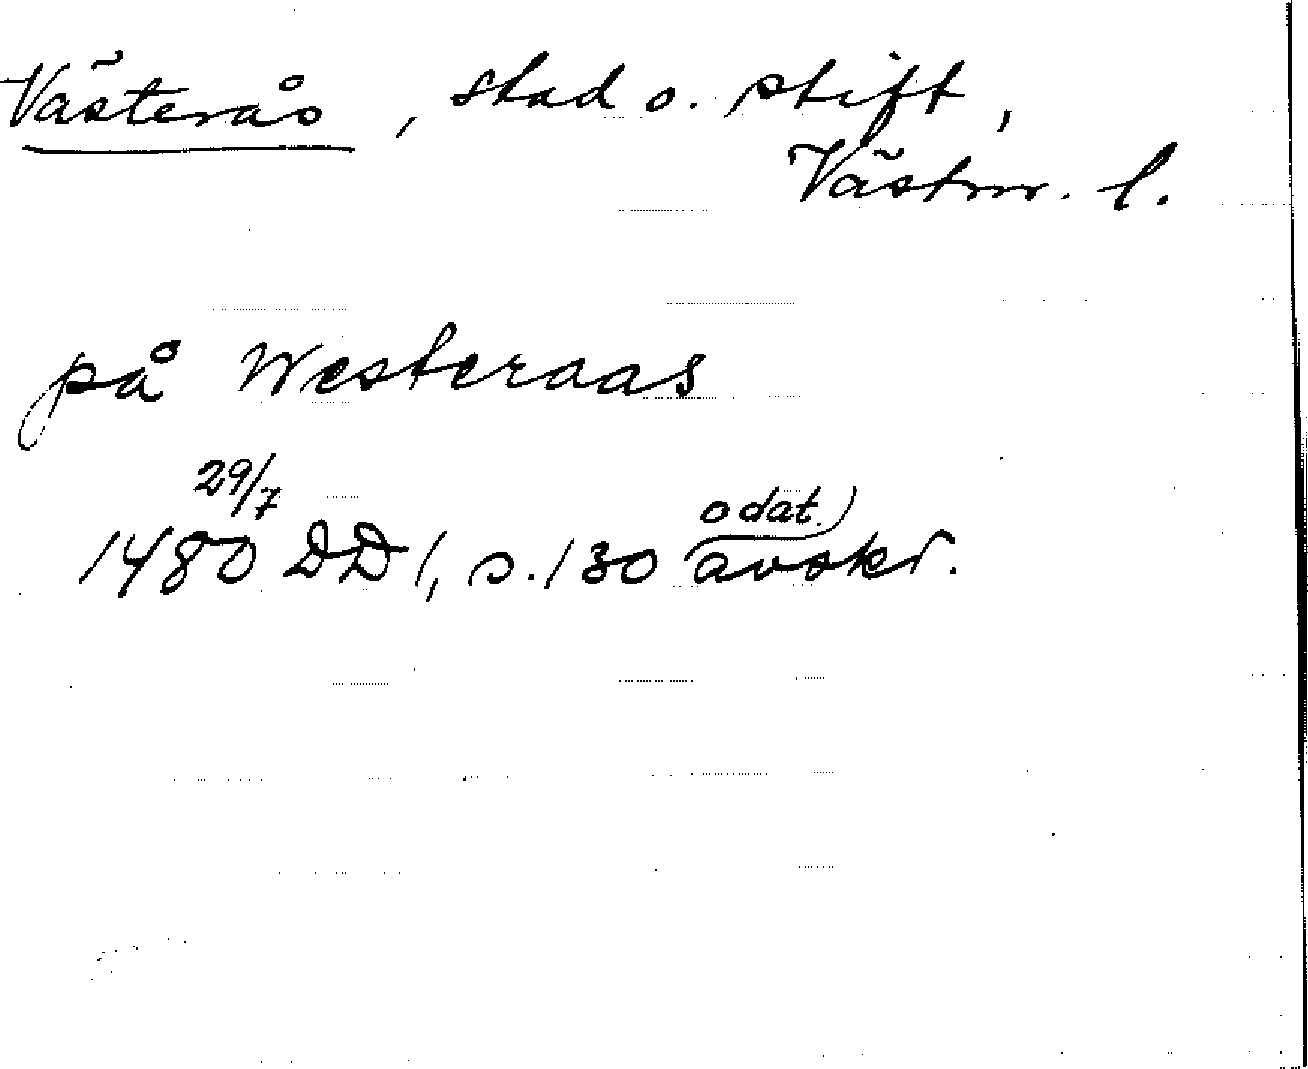 Västerås, stad o. stift,
Västm. l.
på Westeraas
29/7
1480 DD 1, s. 130 avskr.
odat.